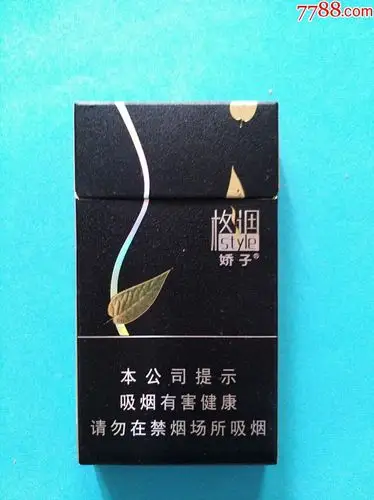 7788.com
格调
style
娇子®
本公司提示
吸烟有害健康
请勿在禁烟场所吸烟